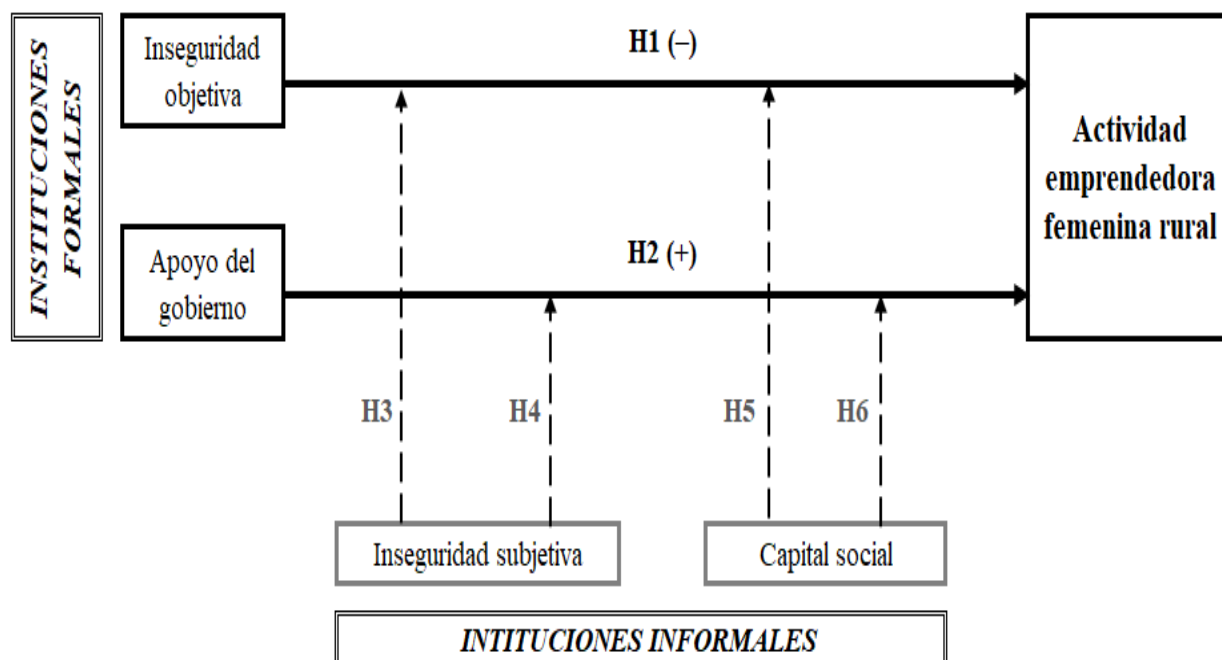 INSTITUCIONES
FORMALES
Inseguridad
objetiva
H1 (–)
Actividad
emprendedora
femenina rural
Apoyo del
gobierno
H2 (+)
H3
H4
H5
H6
Inseguridad subjetiva
Capital social
INTITUCIONES INFORMALES